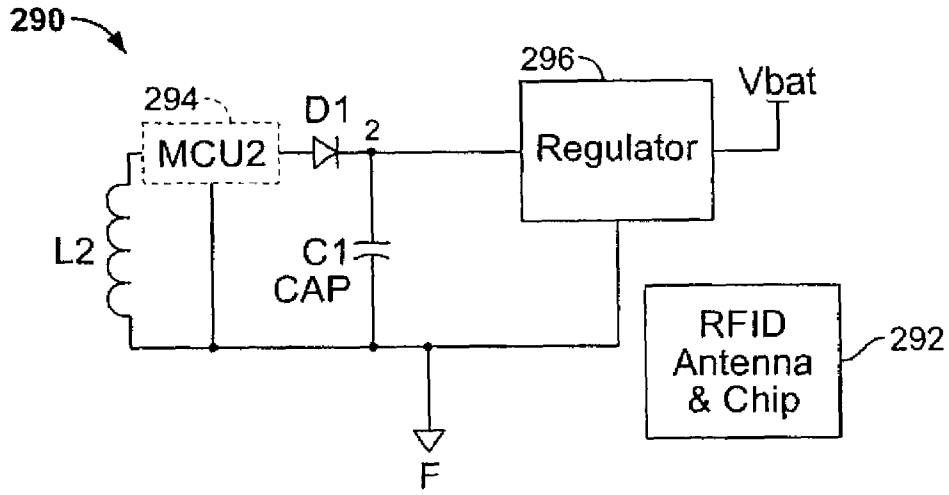 290
294
MCU2
D1
2
296
Regulator
Vbat
L2
C1
CAP
RFID
Antenna
& Chip
292
F